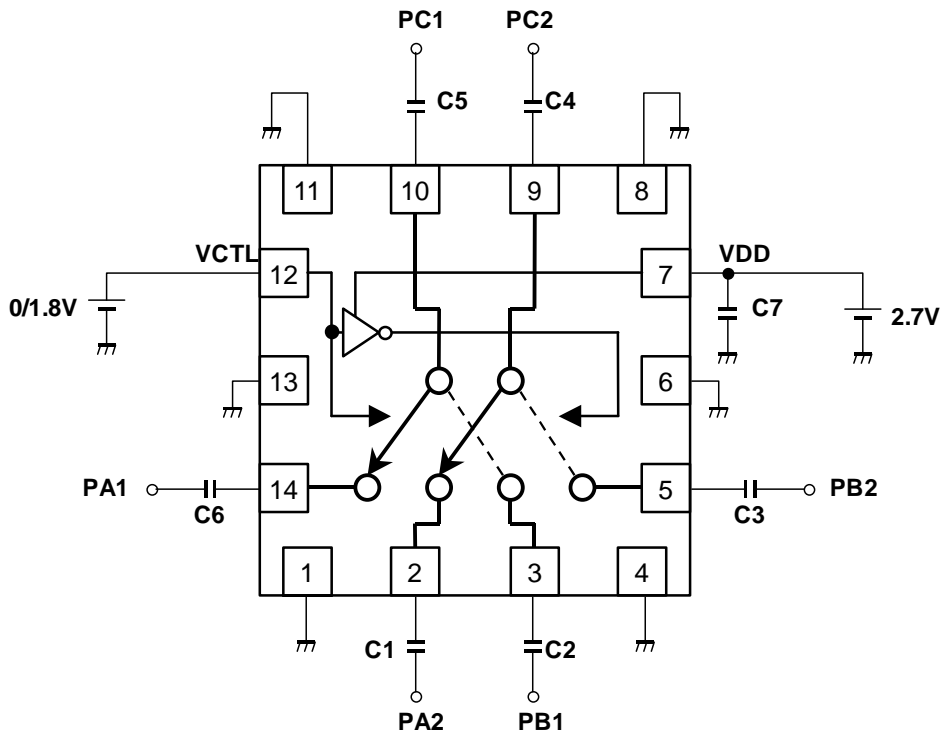 PC1 PC2
C5 C4
11 10 9 8
VCTL VDD
12 7
0/1.8V C7 2.7V
13 6
PA1 14 5 PB2
C6 C3
1 2 3 4
C1 C2
PA2 PB1